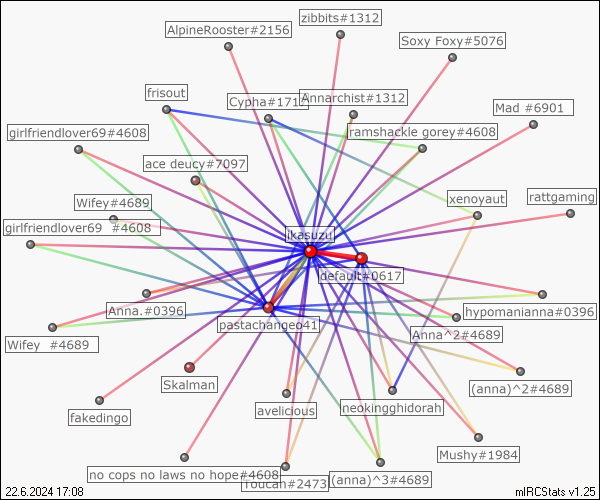 zibbits#1312
AlpineRooster#2156
Soxy Foxy#5076
frisout
Cypha#1712
Annarchist#1312
Mad #6901
girlfriendlover69#4608
ramshackle gorey#4608
ace deucy#7097
Wifey#4689
xenoyaut
rattgaming
girlfriendlover69 #4608
ikasuzu
default#0617
Anna.#0396
hypomanianna#0396
pastachangeo41
Anna^2#4689
Wifey #4689
Skalman
(anna)^2#4689
fakedingo
avelicious
neokingghidorah
Mushy#1984
no cops no laws no hope#4608
Toucan#2473
(anna)^3#4689
22.6.2024 17:08
mIRCStats v1.25